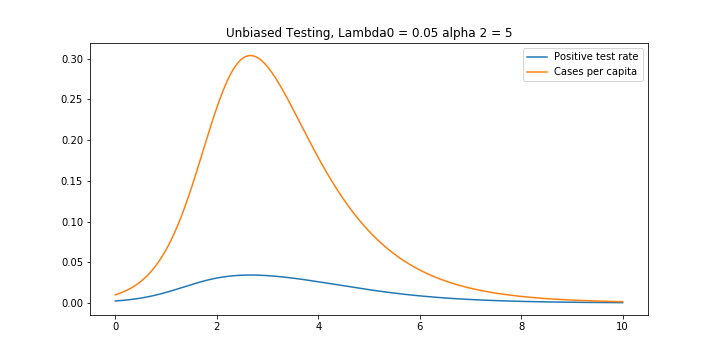 Unbiased Testing, Lambda0 = 0.05 alpha 2 = 5
Positive test rate
Cases per capita
0.30
0.25
0.20
0.15
0.10
0.05
0.00
0 2 4 6 8 10